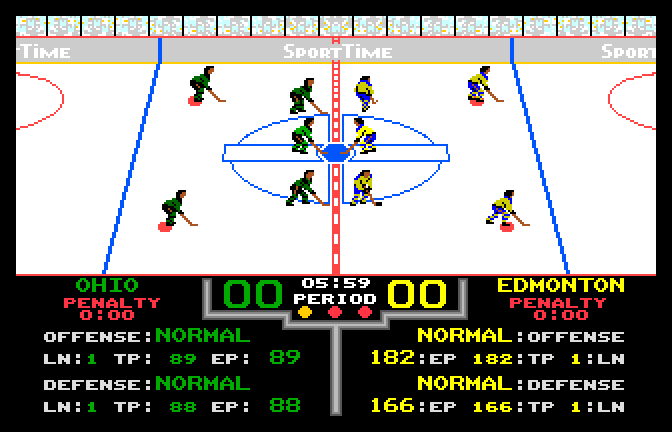 TIME SPORTTIME SPORT
OHIO 00 05:59 00 EDMONTON
PENALTY PERIOD PENALTY
0:00 0:00
OFFENSE:NORMAL NORMAL:OFFENSE
LN:1 TP: 89 EP: 89 182:EP 182:TP 1:LN
DEFENSE:NORMAL NORMAL:DEFENSE
LN:1 TP: 88 EP: 88 166:EP 166:TP 1:LN